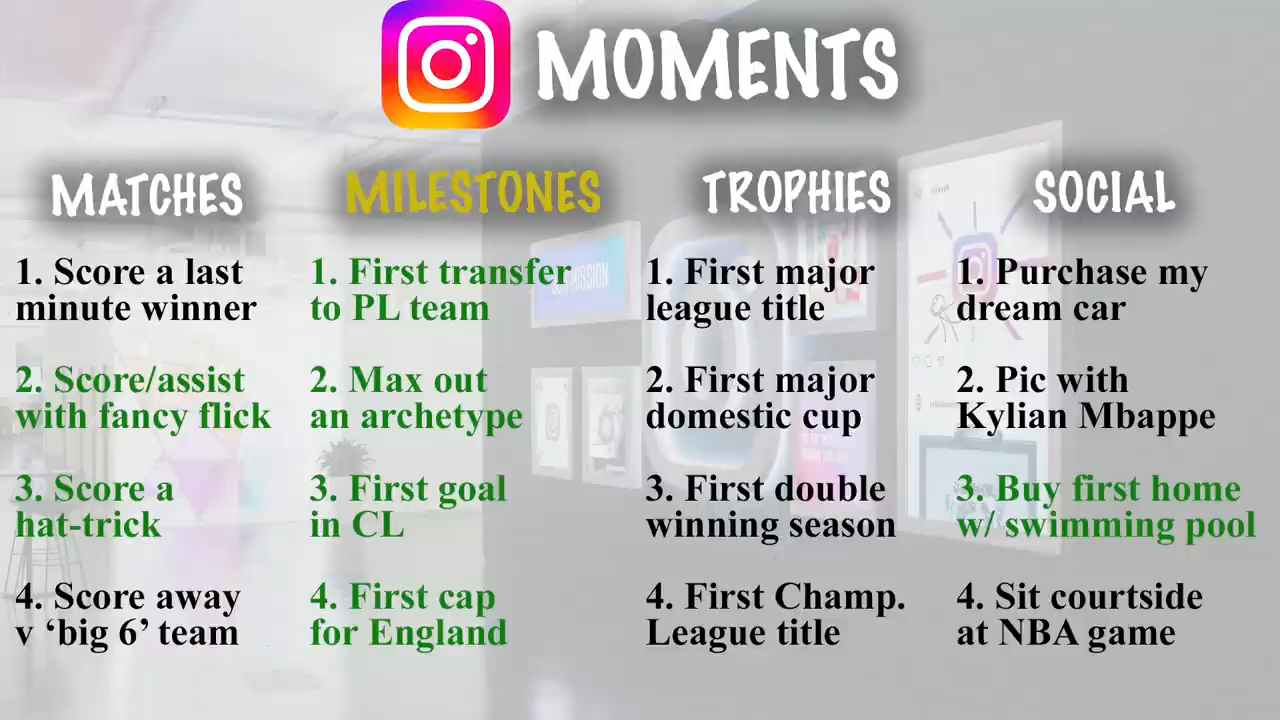 MOMENTS
MATCHES
1. Score a last
minute winner
2. Score/assist
with fancy flick
3. Score a
hat-trick
4. Score away
v ‘big 6’ team
MILESTONES
1. First transfer
to PL team
2. Max out
an archetype
3. First goal
in CL
4. First cap
for England
TROPHIES
1. First major
league title
2. First major
domestic cup
3. First double
winning season
4. First Champ.
League title
SOCIAL
1. Purchase my
dream car
2. Pic with
Kylian Mbappe
3. Buy first home
w/ swimming pool
4. Sit courtside
at NBA game